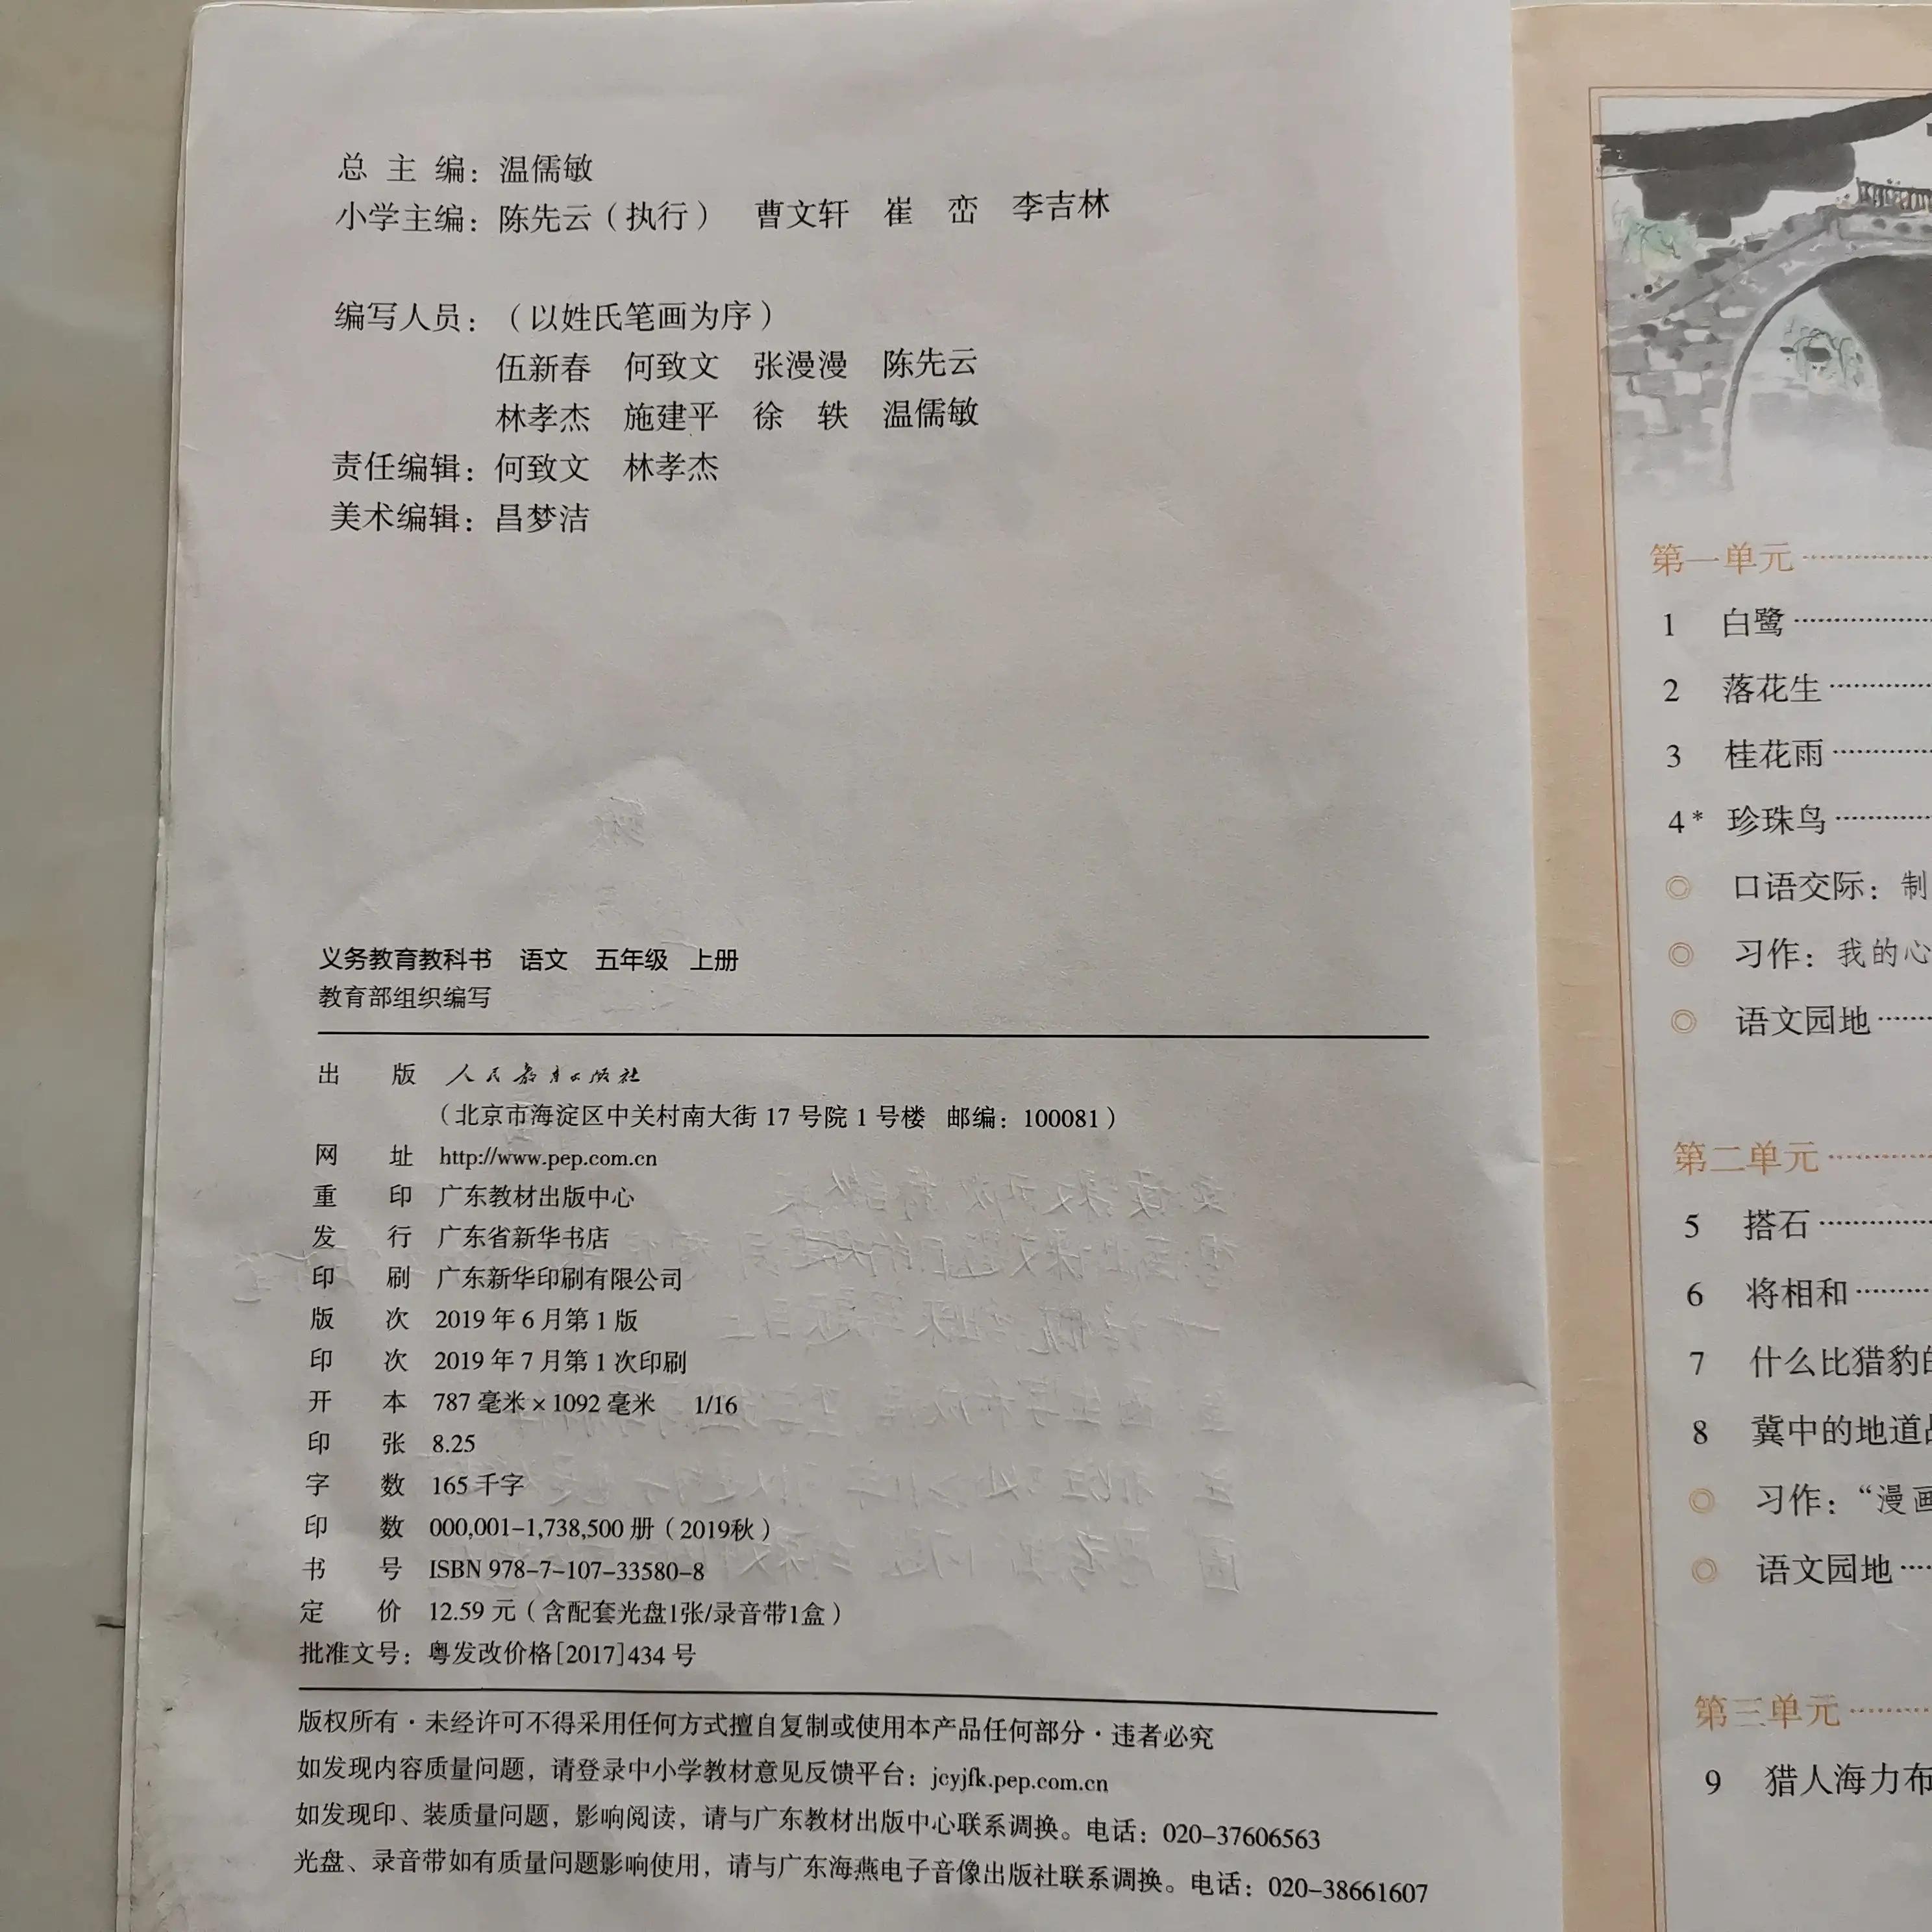 总 主 编：温儒敏
小学主编：陈先云（执行） 曹文轩 崔 峦 李吉林
编写人员：（以姓氏笔画为序）
伍新春 何致文 张漫漫 陈先云
林孝杰 施建平 徐 轶 温儒敏
责任编辑：何致文 林孝杰
美术编辑：昌梦洁
义务教育教科书 语文 五年级 上册
教育部组织编写
出 版 人民教育出版社
（北京市海淀区中关村南大街 17 号院 1 号楼 邮编：100081）
网 址 http://www.pep.com.cn
重 印 广东教材出版中心
发 行 广东省新华书店
印 刷 广东新华印刷有限公司
版 次 2019 年 6 月第 1 版
印 次 2019 年 7 月第 1 次印刷
开 本 787 毫米 × 1092 毫米 1/16
印 张 8.25
字 数 165 千字
印 数 000,001–1,738,500 册（2019秋）
书 号 ISBN 978-7-107-33580-8
定 价 12.59 元（含配套光盘1张/录音带1盒）
批准文号：粤发改价格[2017]434 号
版权所有·未经许可不得采用任何方式擅自复制或使用本产品任何部分·违者必究
如发现内容质量问题，请登录中小学教材意见反馈平台：jcyjfk.pep.com.cn
如发现印、装质量问题，影响阅读，请与广东教材出版中心联系调换。电话：020-37606563
光盘、录音带如有质量问题影响使用，请与广东海燕电子音像出版社联系调换。电话：020-38661607
第一单元
1 白鹭
2 落花生
3 桂花雨
4* 珍珠鸟
◎ 口语交际：制
◎ 习作：我的心
◎ 语文园地
第二单元
5 搭石
6 将相和
7 什么比猎豹的
8 冀中的地道战
◎ 习作：“漫画
◎ 语文园地
第三单元
9 猎人海力布